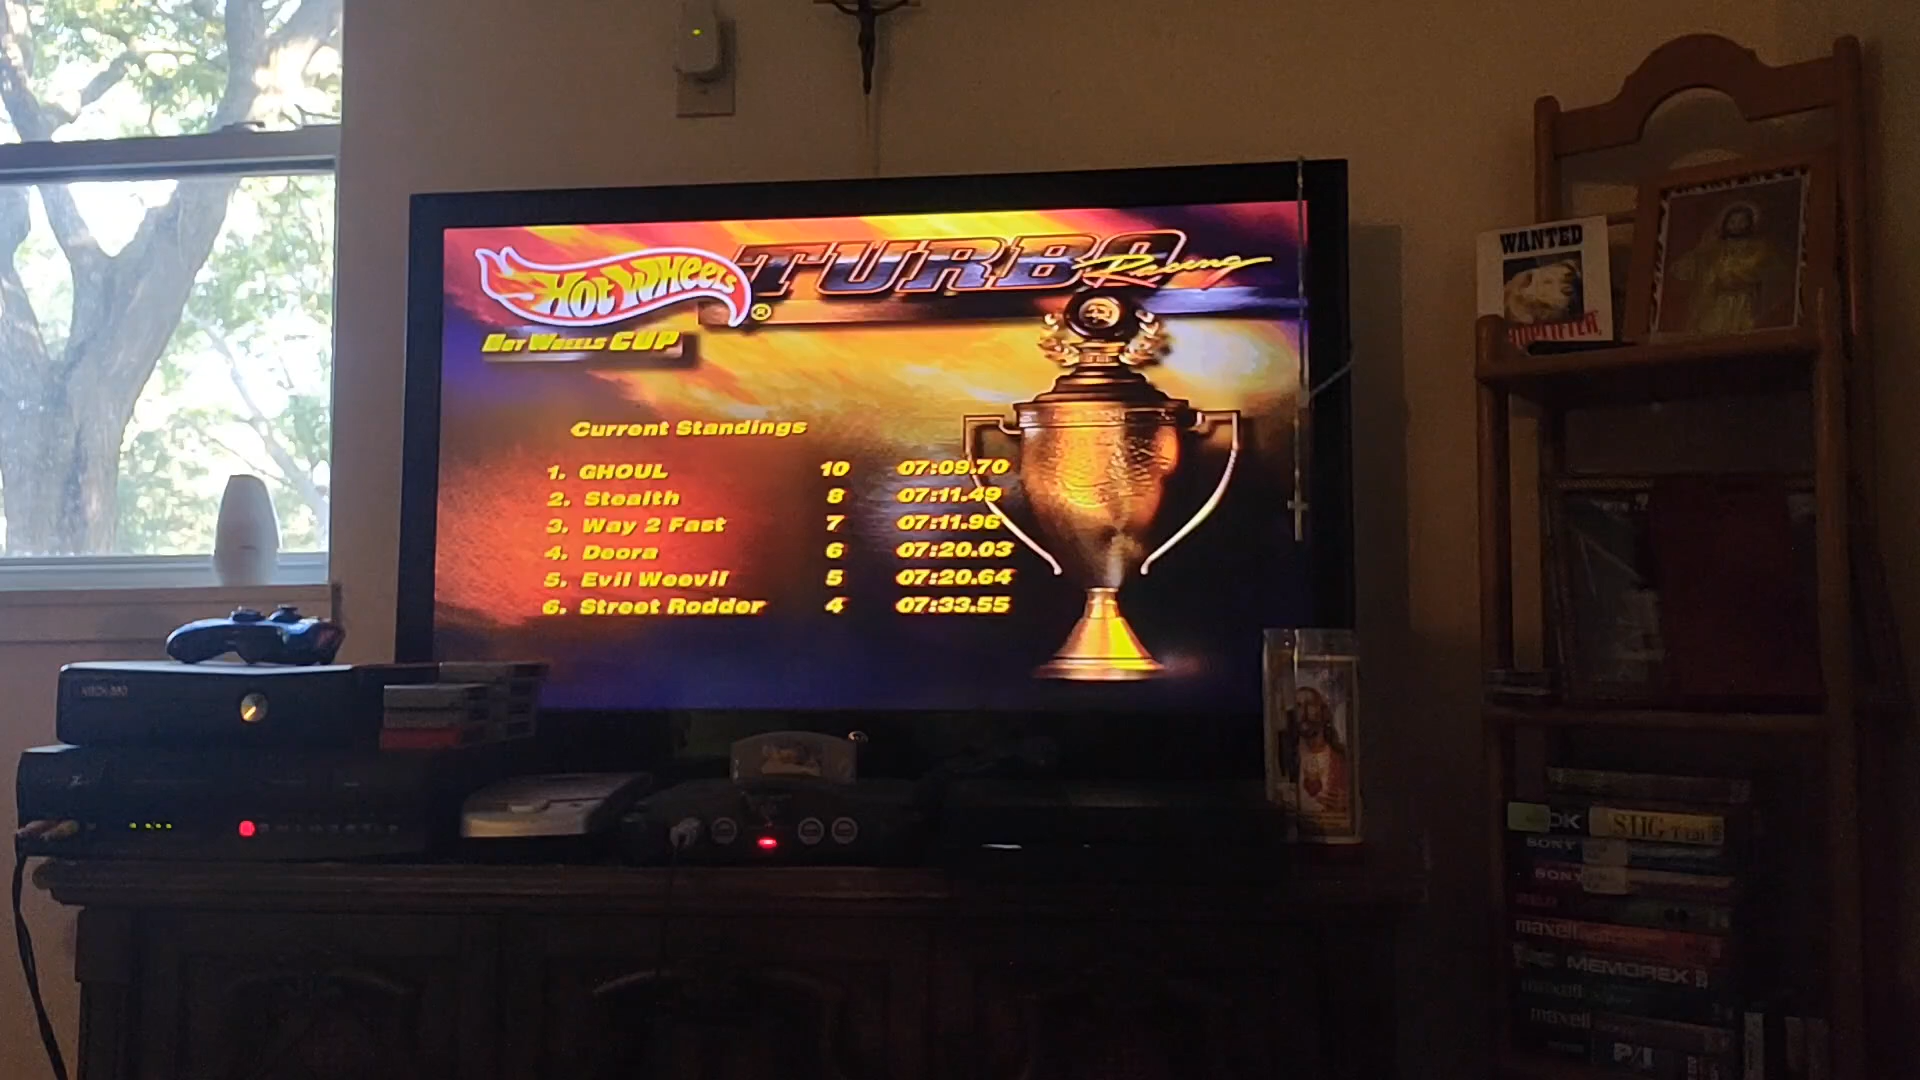 WANTED
HOT WHEELS ®
TURBO Racing
HOT WHEELS CUP
Current Standings
1. GHOUL 10 07:09.70
2. Stealth 8 07:11.49
3. Way 2 Fast 7 07:11.96
4. Deora 6 07:20.03
5. Evil Weevil 5 07:20.64
6. Street Rodder 4 07:33.55
XBOX 360
SONY
SONY
maxell
MEMOREX
maxell
maxell